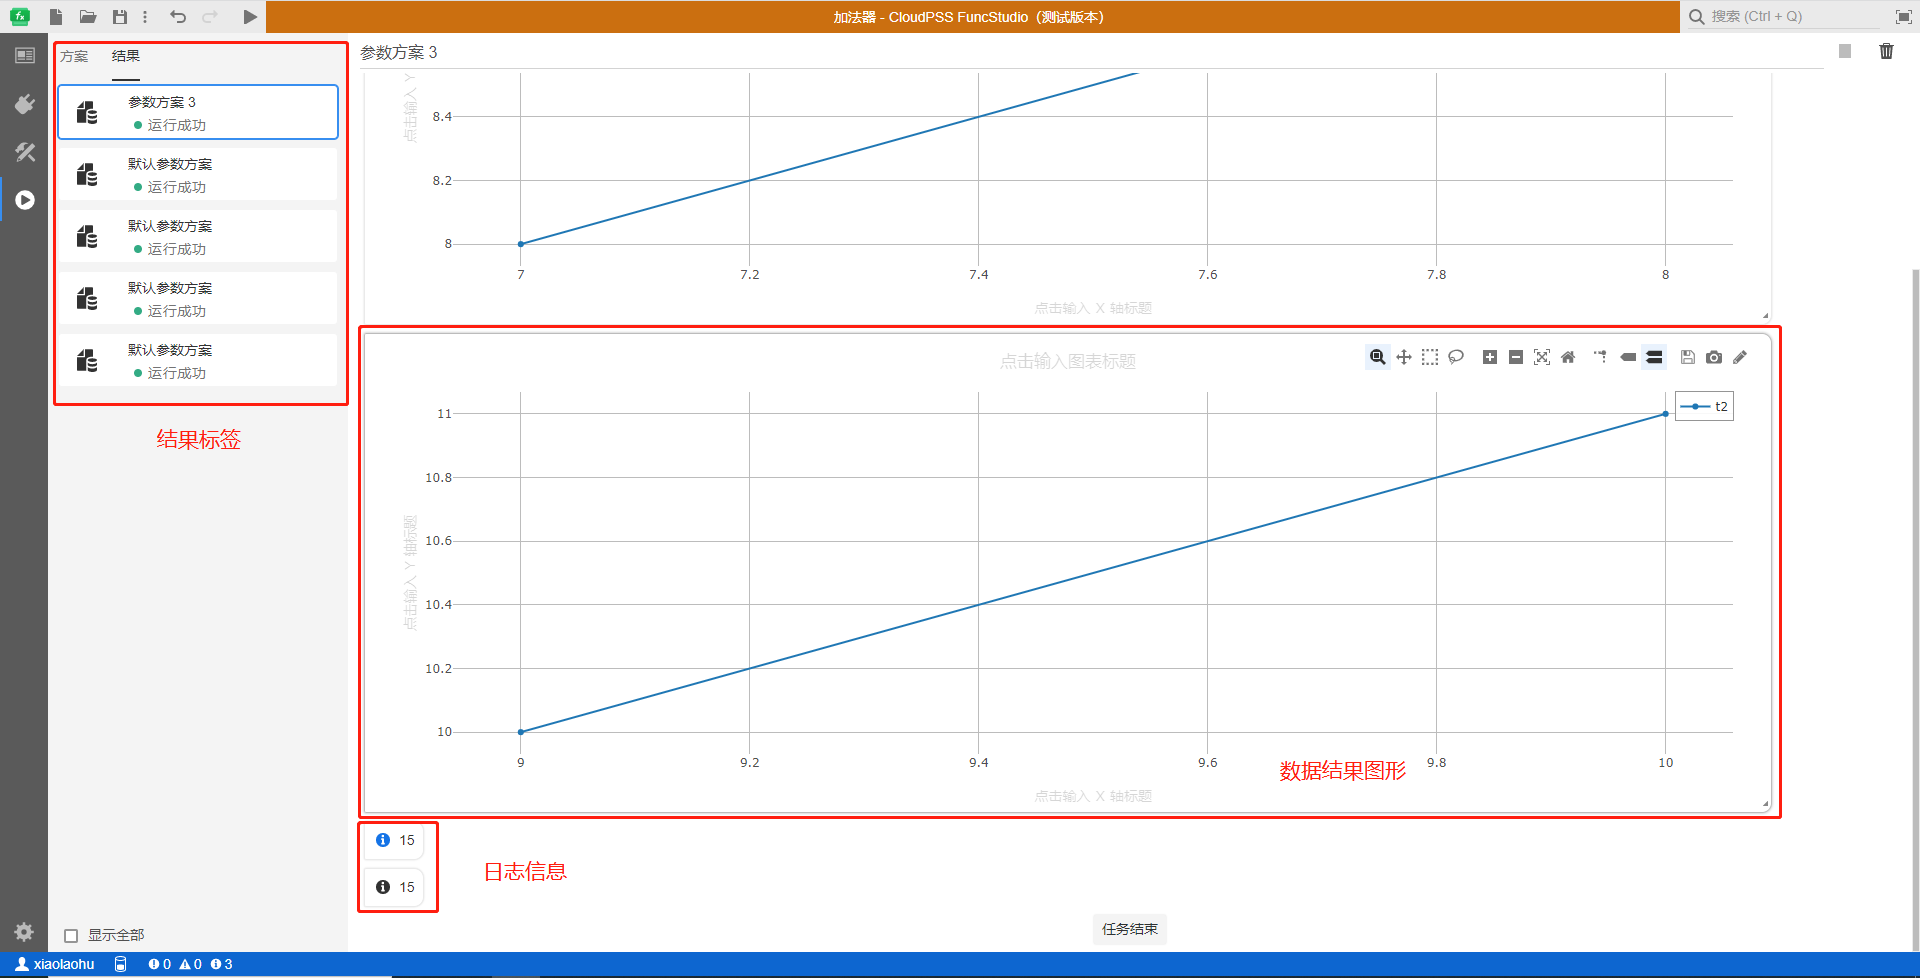 加法器 - CloudPSS FuncStudio（测试版本）
搜索 (Ctrl + Q)
方案
结果
参数方案 3
运行成功
默认参数方案
运行成功
默认参数方案
运行成功
默认参数方案
运行成功
默认参数方案
运行成功
结果标签
显示全部
参数方案 3
点击输入 Y
8.4
8.2
8
7
7.2
7.4
7.6
7.8
8
点击输入 X 轴标题
点击输入图表标题
t2
点击输入 Y 轴标题
11
10.8
10.6
10.4
10.2
10
9
9.2
9.4
9.6
9.8
10
数据结果图形
点击输入 X 轴标题
15
15
日志信息
任务结束
xiaolaohu
0
0
3